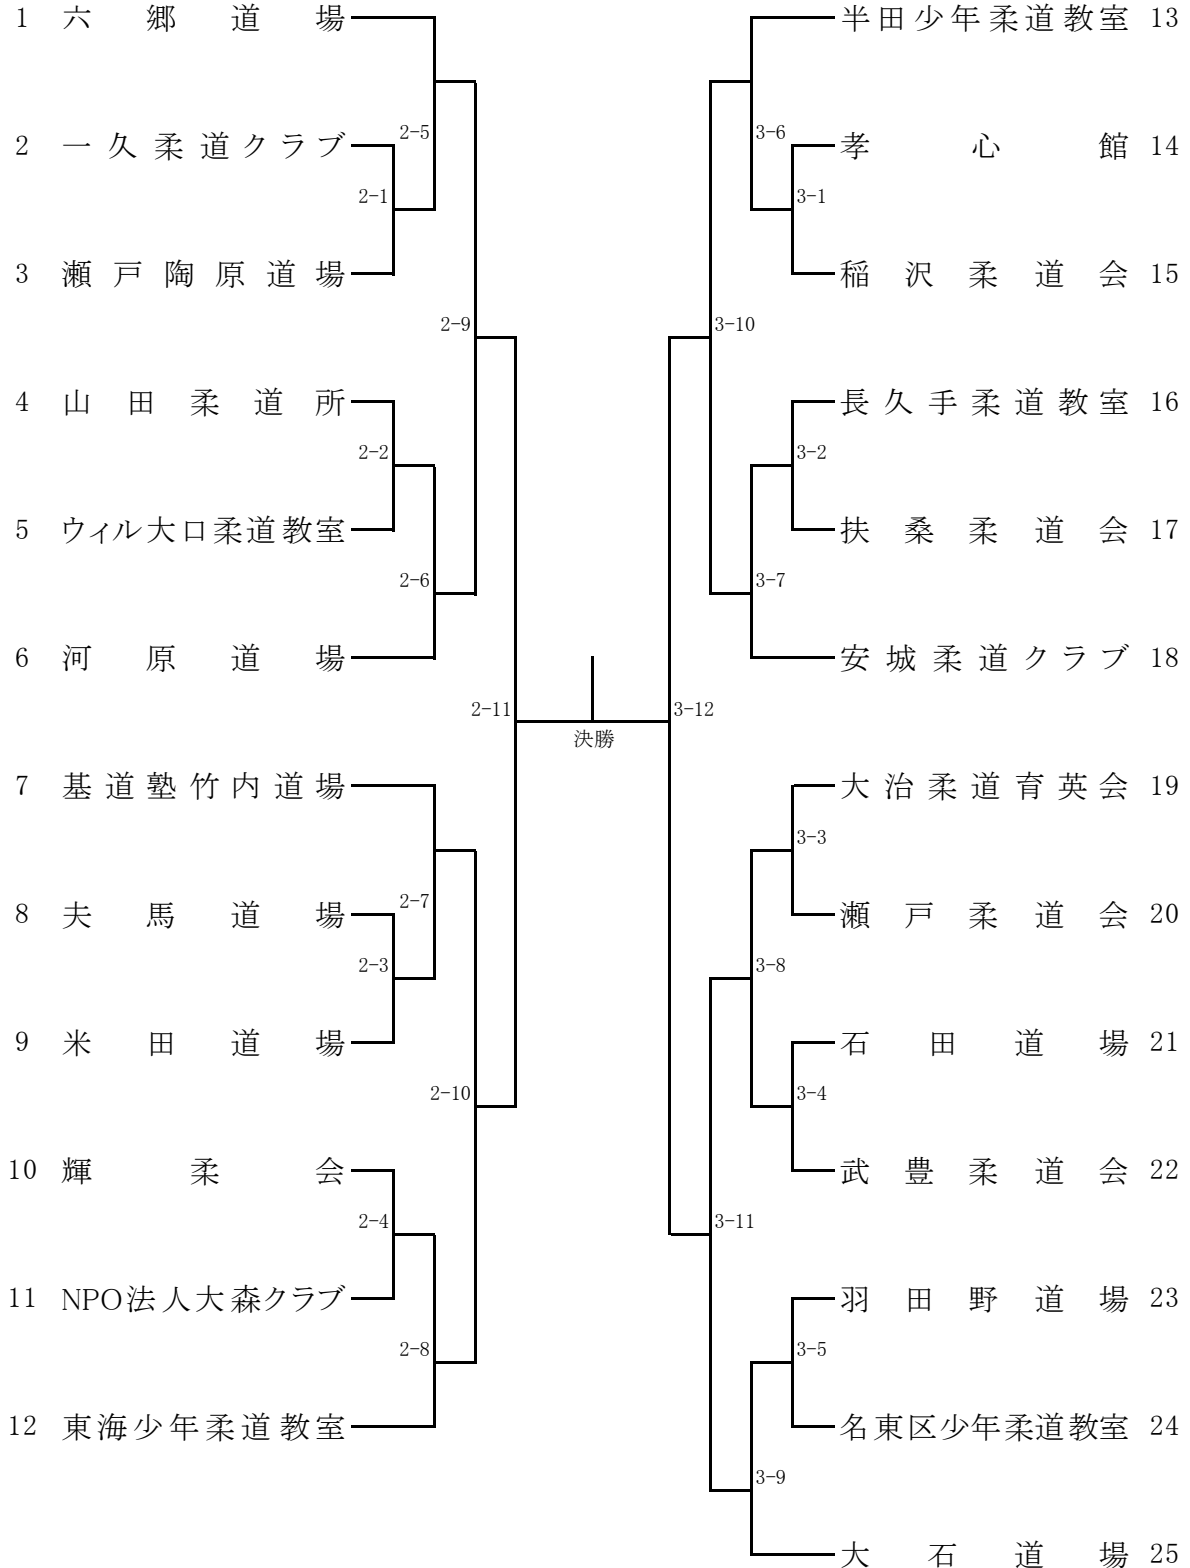 1 六郷道場
2-5
2 一久柔道クラブ
2-1
3 瀬戸陶原道場
2-9
4 山田柔道所
2-2
5 ウィル大口柔道教室
2-6
6 河原道場
2-11
7 基道塾竹内道場
2-7
8 夫馬道場
2-3
9 米田道場
2-10
10 輝柔会
2-4
11 NPO法人大森クラブ
2-8
12 東海少年柔道教室
決勝
半田少年柔道教室 13
3-6
孝心館 14
3-1
稲沢柔道会 15
3-10
長久手柔道教室 16
3-2
扶桑柔道会 17
3-7
安城柔道クラブ 18
3-12
大治柔道育英会 19
3-3
瀬戸柔道会 20
3-8
石田道場 21
3-4
武豊柔道会 22
3-11
羽田野道場 23
3-5
名東区少年柔道教室 24
3-9
大石道場 25